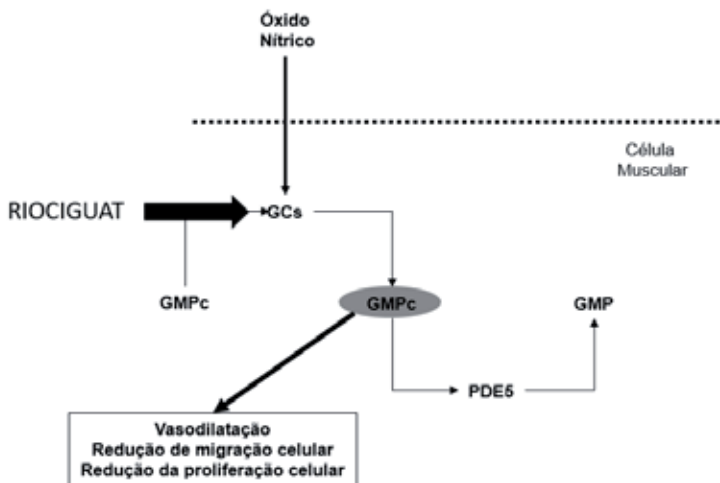 Óxido
Nítrico
Célula
Muscular
RIOCIGUAT
GCs
GMPc
GMPc
GMP
PDE5
Vasodilatação
Redução de migração celular
Redução da proliferação celular